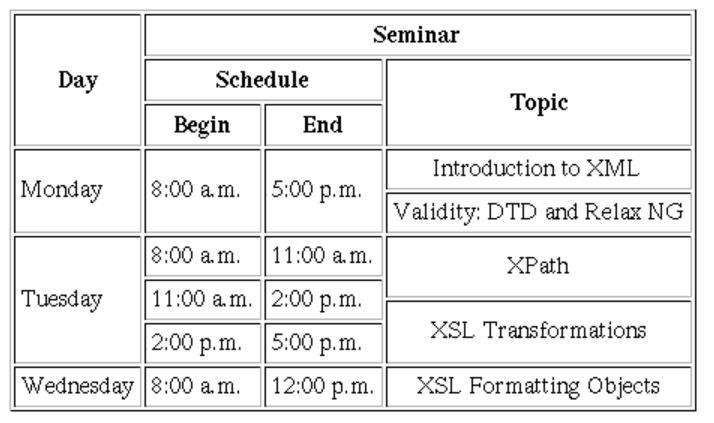 Seminar
Day
Schedule
Topic
Begin End
Monday 8:00 a.m. 5:00 p.m. Introduction to XML
Validity: DTD and Relax NG
Tuesday 8:00 a.m. 11:00 a.m. XPath
11:00 a.m. 2:00 p.m.
XSL Transformations
2:00 p.m. 5:00 p.m.
Wednesday 8:00 a.m. 12:00 p.m. XSL Formatting Objects